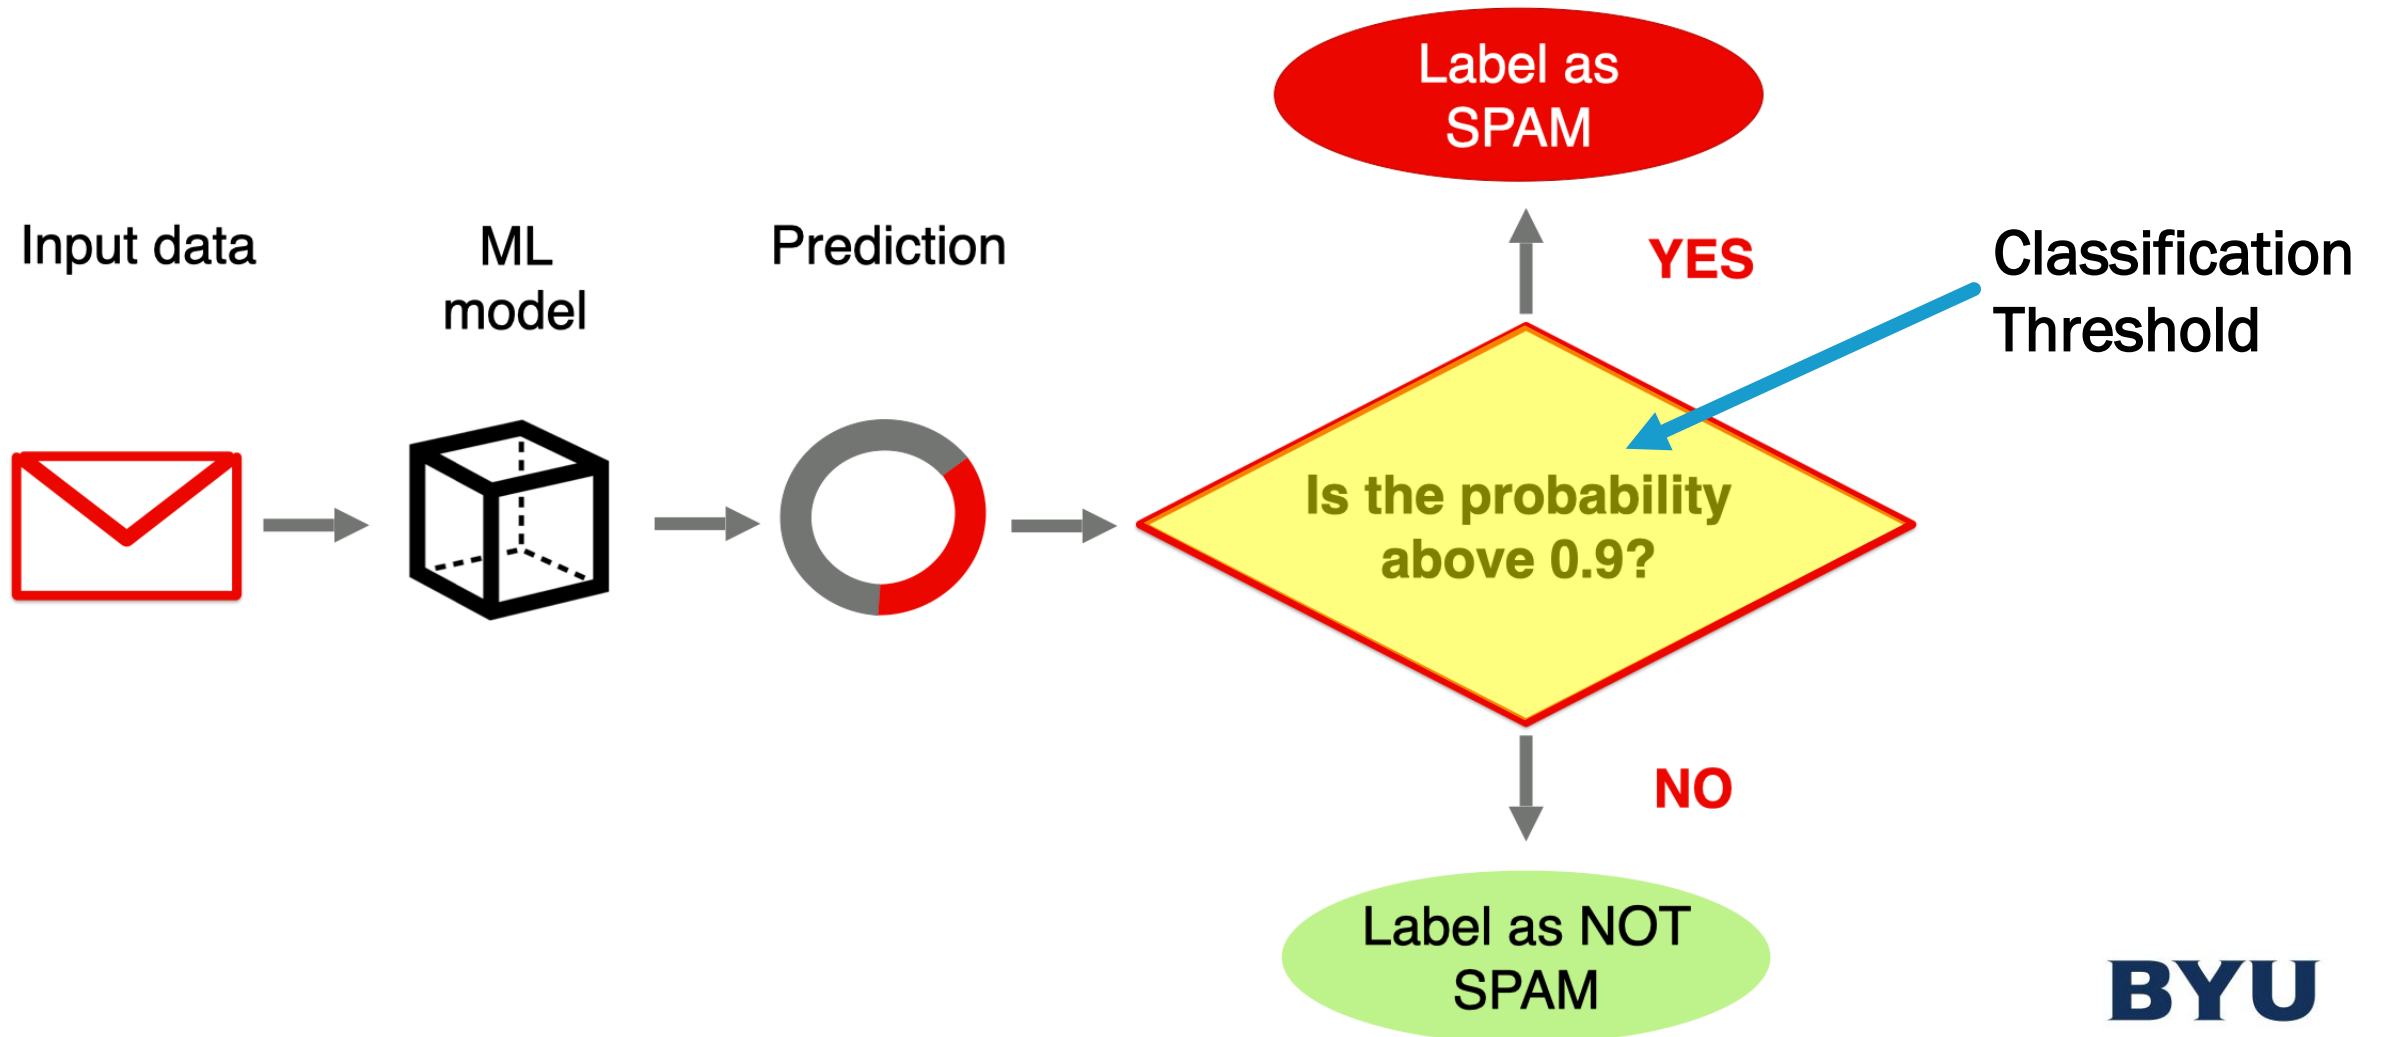 Input data
ML
model
Prediction
Label as
SPAM
YES
Classification
Threshold
Is the probability
above 0.9?
NO
Label as NOT
SPAM
BYU